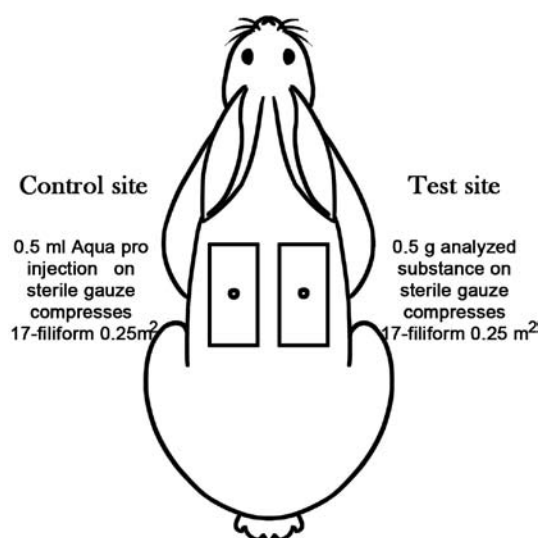 Control site
0.5 ml Aqua pro
injection on
sterile gauze
compresses
17-filiform 0.25m²
Test site
0.5 g analyzed
substance on
sterile gauze
compresses
17-filiform 0.25 m²